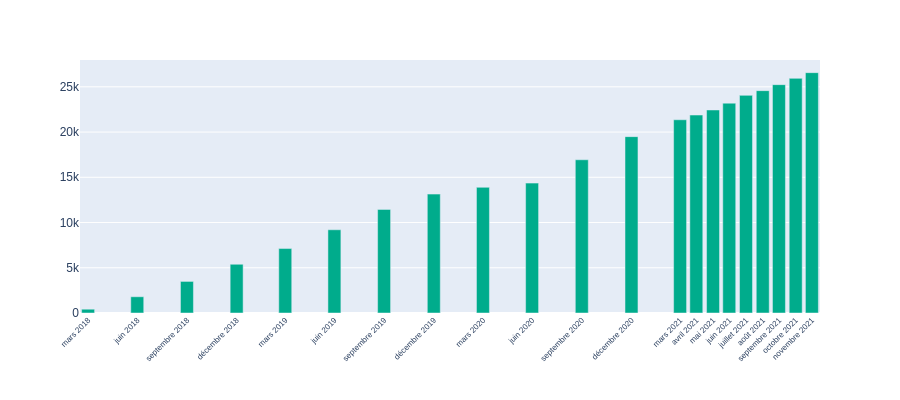 25k
20k
15k
10k
5k
0
mars 2018
juin 2018
septembre 2018
décembre 2018
mars 2019
juin 2019
septembre 2019
décembre 2019
mars 2020
juin 2020
septembre 2020
décembre 2020
mars 2021
avril 2021
mai 2021
juin 2021
juillet 2021
août 2021
septembre 2021
octobre 2021
novembre 2021